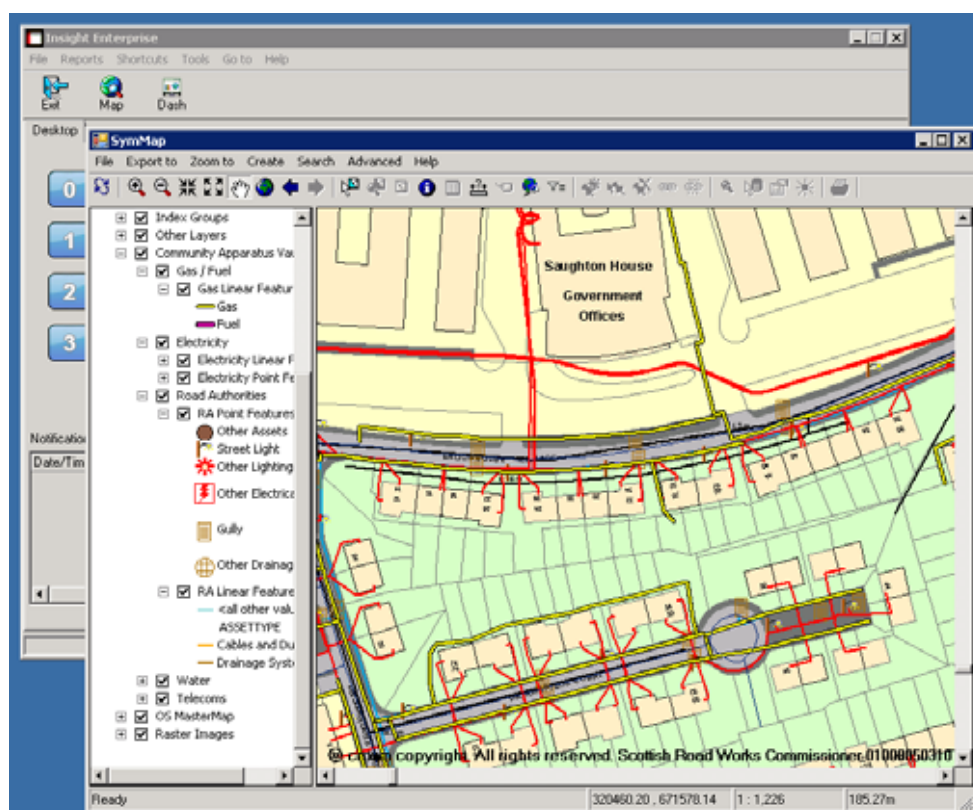 Insight Enterprise
File Reports Shortcuts Tools Go to Help
Exit Map Dash
Desktop
0
1
2
3
Notificatio
Date/Tim
SymMap
File Export to Zoom to Create Search Advanced Help
Index Groups
Other Layers
Community Apparatus Vau
Gas / Fuel
Gas Linear Featur
Gas
Fuel
Electricity
Electricity Linear F
Electricity Point Fe
Road Authorities
RA Point Features
Other Assets
Street Light
Other Lighting
Other Electrica
Gully
Other Drainag
RA Linear Feature
<all other valu
ASSETTYPE
Cables and Du
Drainage Syst
Water
Telecoms
OS MasterMap
Raster Images
Saughton House
Government
Offices
© crown copyright. All rights reserved. Scottish Road Works Commissioner 01000050310
Ready
320460.20 , 671578.14
1 : 1,226
185.27m